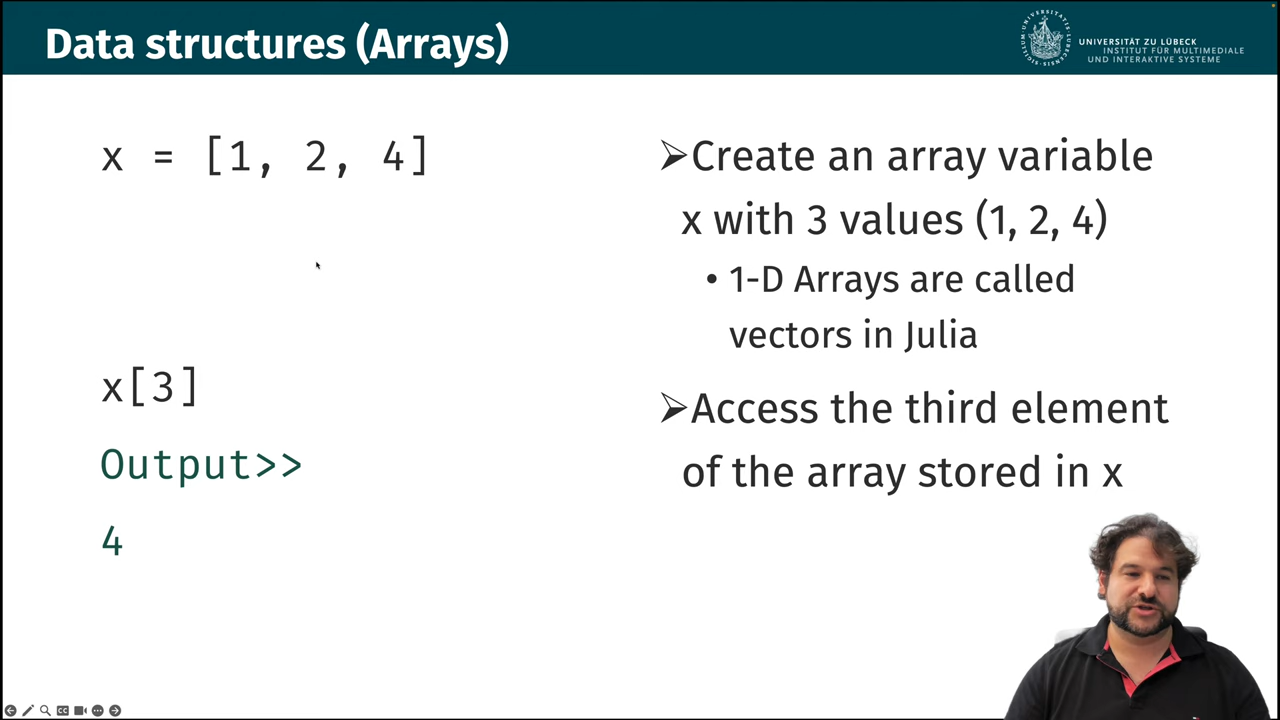 Data structures (Arrays)
UNIVERSITÄT ZU LÜBECK
INSTITUT FÜR MULTIMEDIALE
UND INTERAKTIVE SYSTEME
x = [1, 2, 4]
x[3]
Output>>
4
➢Create an array variable
x with 3 values (1, 2, 4)
• 1-D Arrays are called
vectors in Julia
➢Access the third element
of the array stored in x